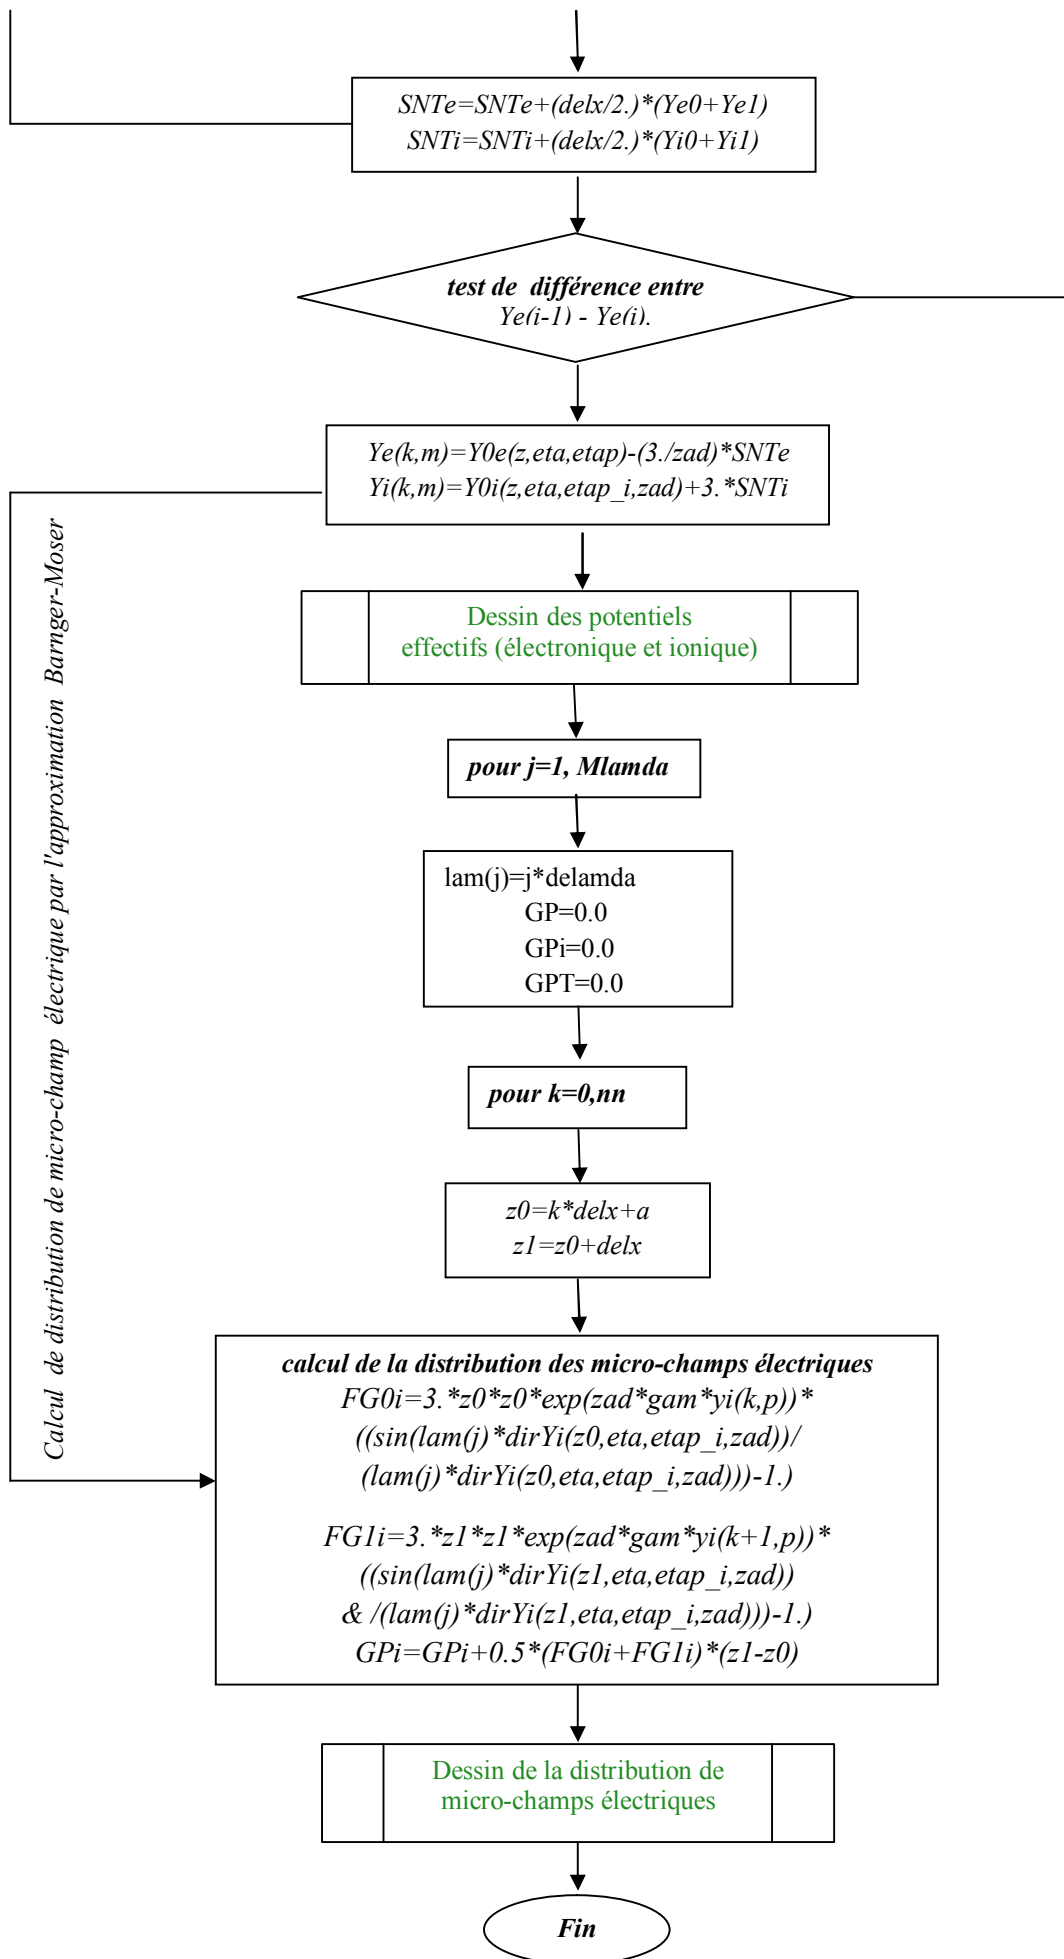 SNTe=SNTe+(delx/2.)*(Ye0+Ye1)
SNTi=SNTi+(delx/2.)*(Yi0+Yi1)
test de différence entre
Ye(i-1) - Ye(i).
Ye(k,m)=Y0e(z,eta,etap)-(3./zad)*SNTe
Yi(k,m)=Y0i(z,eta,etap_i,zad)+3.*SNTi
Calcul de distribution de micro-champ électrique par l'approximation Barnger-Moser
Dessin des potentiels
effectifs (électronique et ionique)
pour j=1, Mlamda
lam(j)=j*delamda
GP=0.0
GPi=0.0
GPT=0.0
pour k=0,nn
z0=k*delx+a
z1=z0+delx
calcul de la distribution des micro-champs électriques
FG0i=3.*z0*z0*exp(zad*gam*yi(k,p))*
((sin(lam(j)*dirYi(z0,eta,etap_i,zad))/
(lam(j)*dirYi(z0,eta,etap_i,zad)))-1.)
FG1i=3.*z1*z1*exp(zad*gam*yi(k+1,p))*
((sin(lam(j)*dirYi(z1,eta,etap_i,zad))
& /(lam(j)*dirYi(z1,eta,etap_i,zad)))-1.)
GPi=GPi+0.5*(FG0i+FG1i)*(z1-z0)
Dessin de la distribution de
micro-champs électriques
Fin